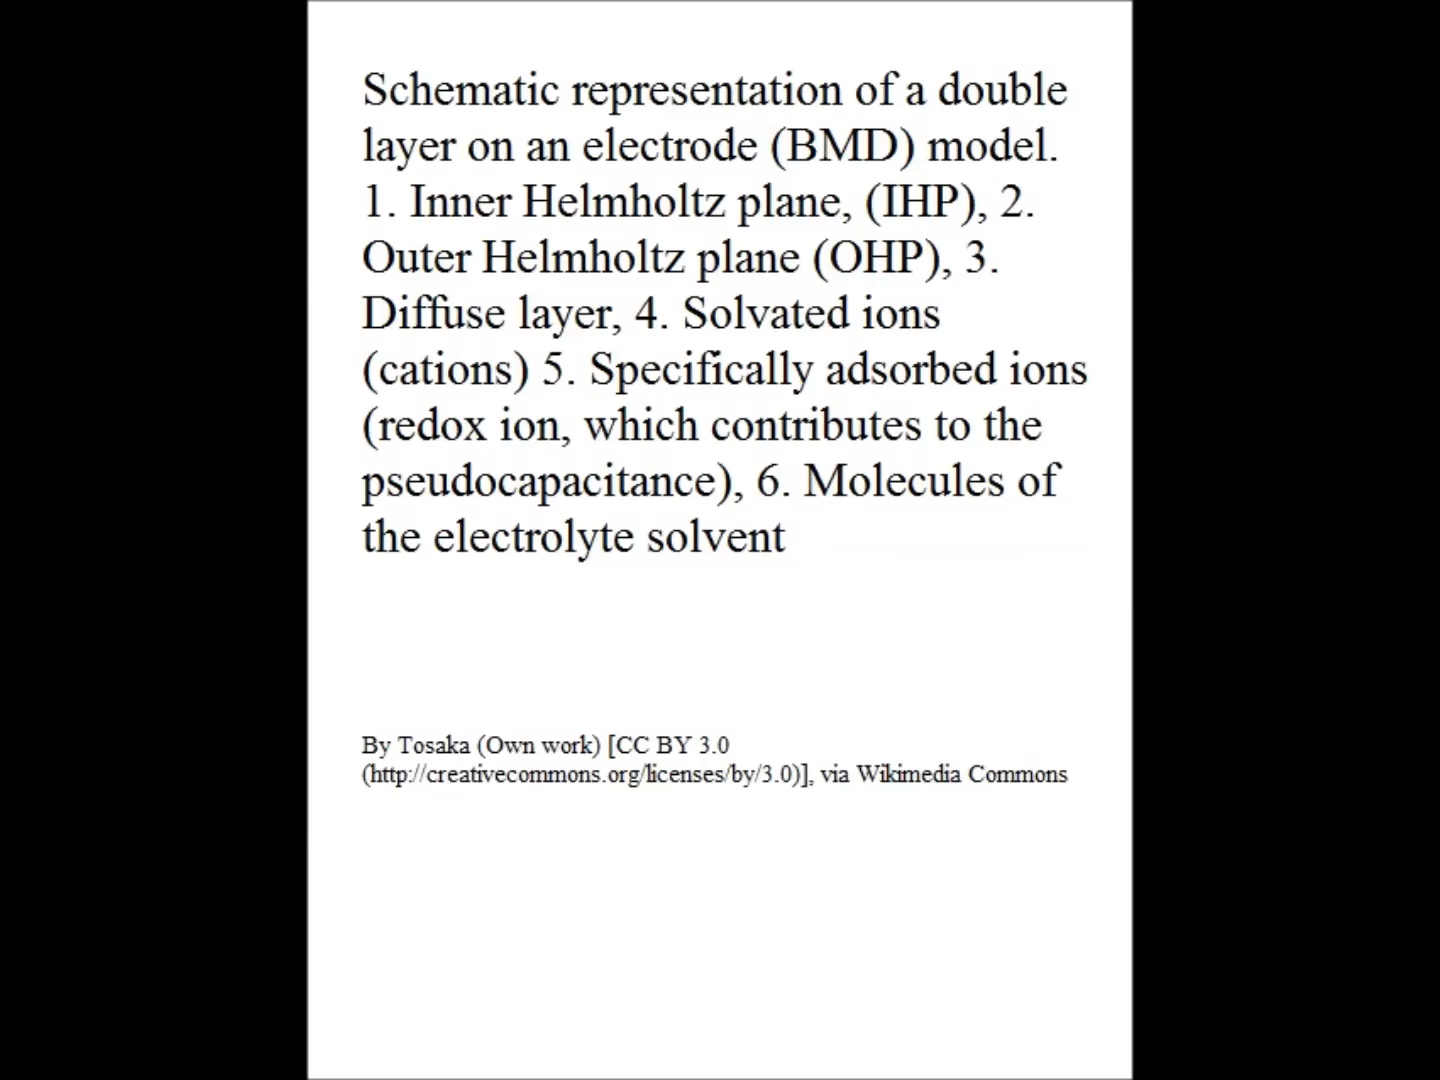 Schematic representation of a double
layer on an electrode (BMD) model.
1. Inner Helmholtz plane, (IHP), 2.
Outer Helmholtz plane (OHP), 3.
Diffuse layer, 4. Solvated ions
(cations) 5. Specifically adsorbed ions
(redox ion, which contributes to the
pseudocapacitance), 6. Molecules of
the electrolyte solvent
By Tosaka (Own work) [CC BY 3.0
(http://creativecommons.org/licenses/by/3.0)], via Wikimedia Commons